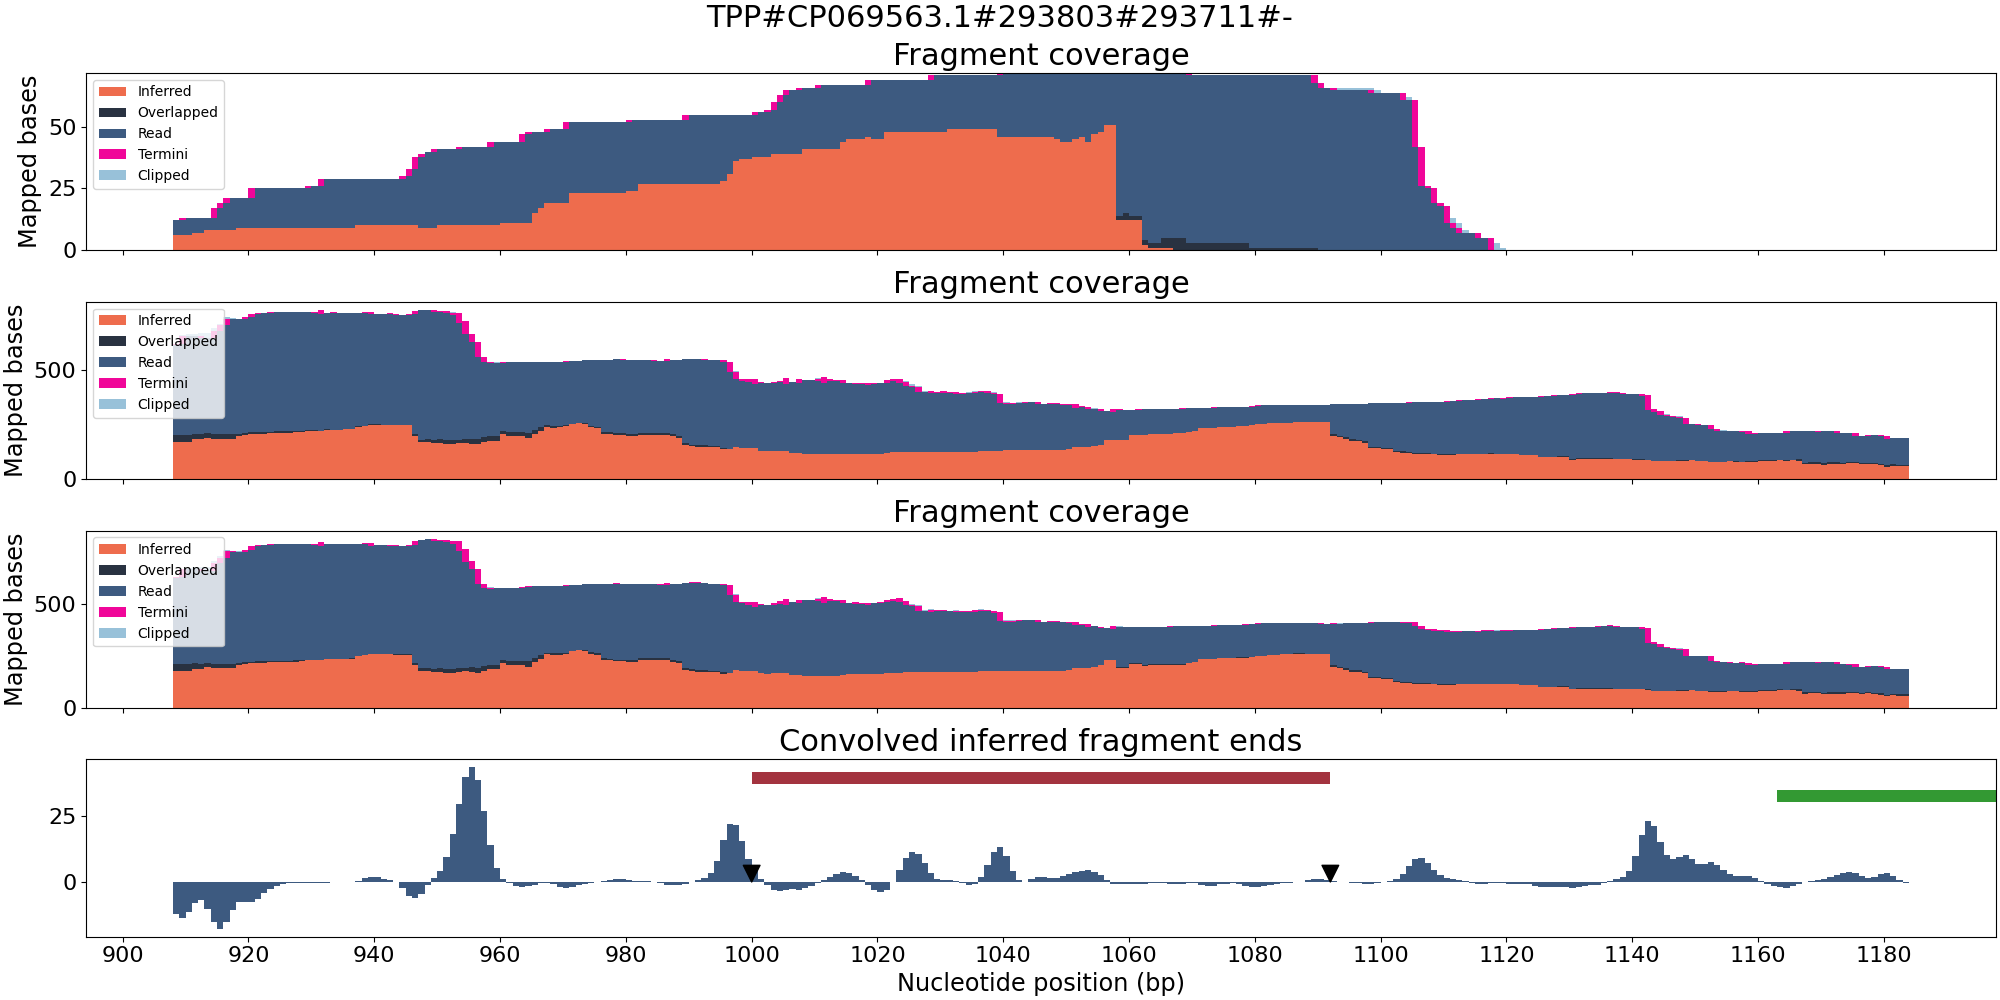 TPP#CP069563.1#293803#293711#-
Fragment coverage
Mapped bases
50
25
0
Inferred
Overlapped
Read
Termini
Clipped
Fragment coverage
Mapped bases
500
0
Inferred
Overlapped
Read
Termini
Clipped
Fragment coverage
Mapped bases
500
0
Inferred
Overlapped
Read
Termini
Clipped
Convolved inferred fragment ends
25
0
900 920 940 960 980 1000 1020 1040 1060 1080 1100 1120 1140 1160 1180
Nucleotide position (bp)